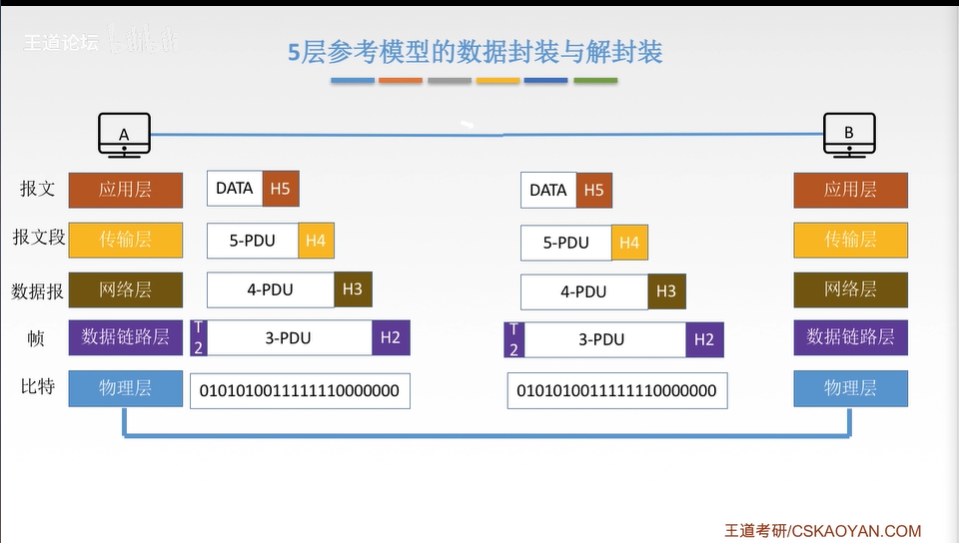 王道论坛 bilibili
5层参考模型的数据封装与解封装
A
B
报文 应用层 DATA H5 DATA H5 应用层
报文段 传输层 5-PDU H4 5-PDU H4 传输层
数据报 网络层 4-PDU H3 4-PDU H3 网络层
帧 数据链路层 T2 3-PDU H2 T2 3-PDU H2 数据链路层
比特 物理层 0101010011111110000000 0101010011111110000000 物理层
王道考研/CSKAOYAN.COM